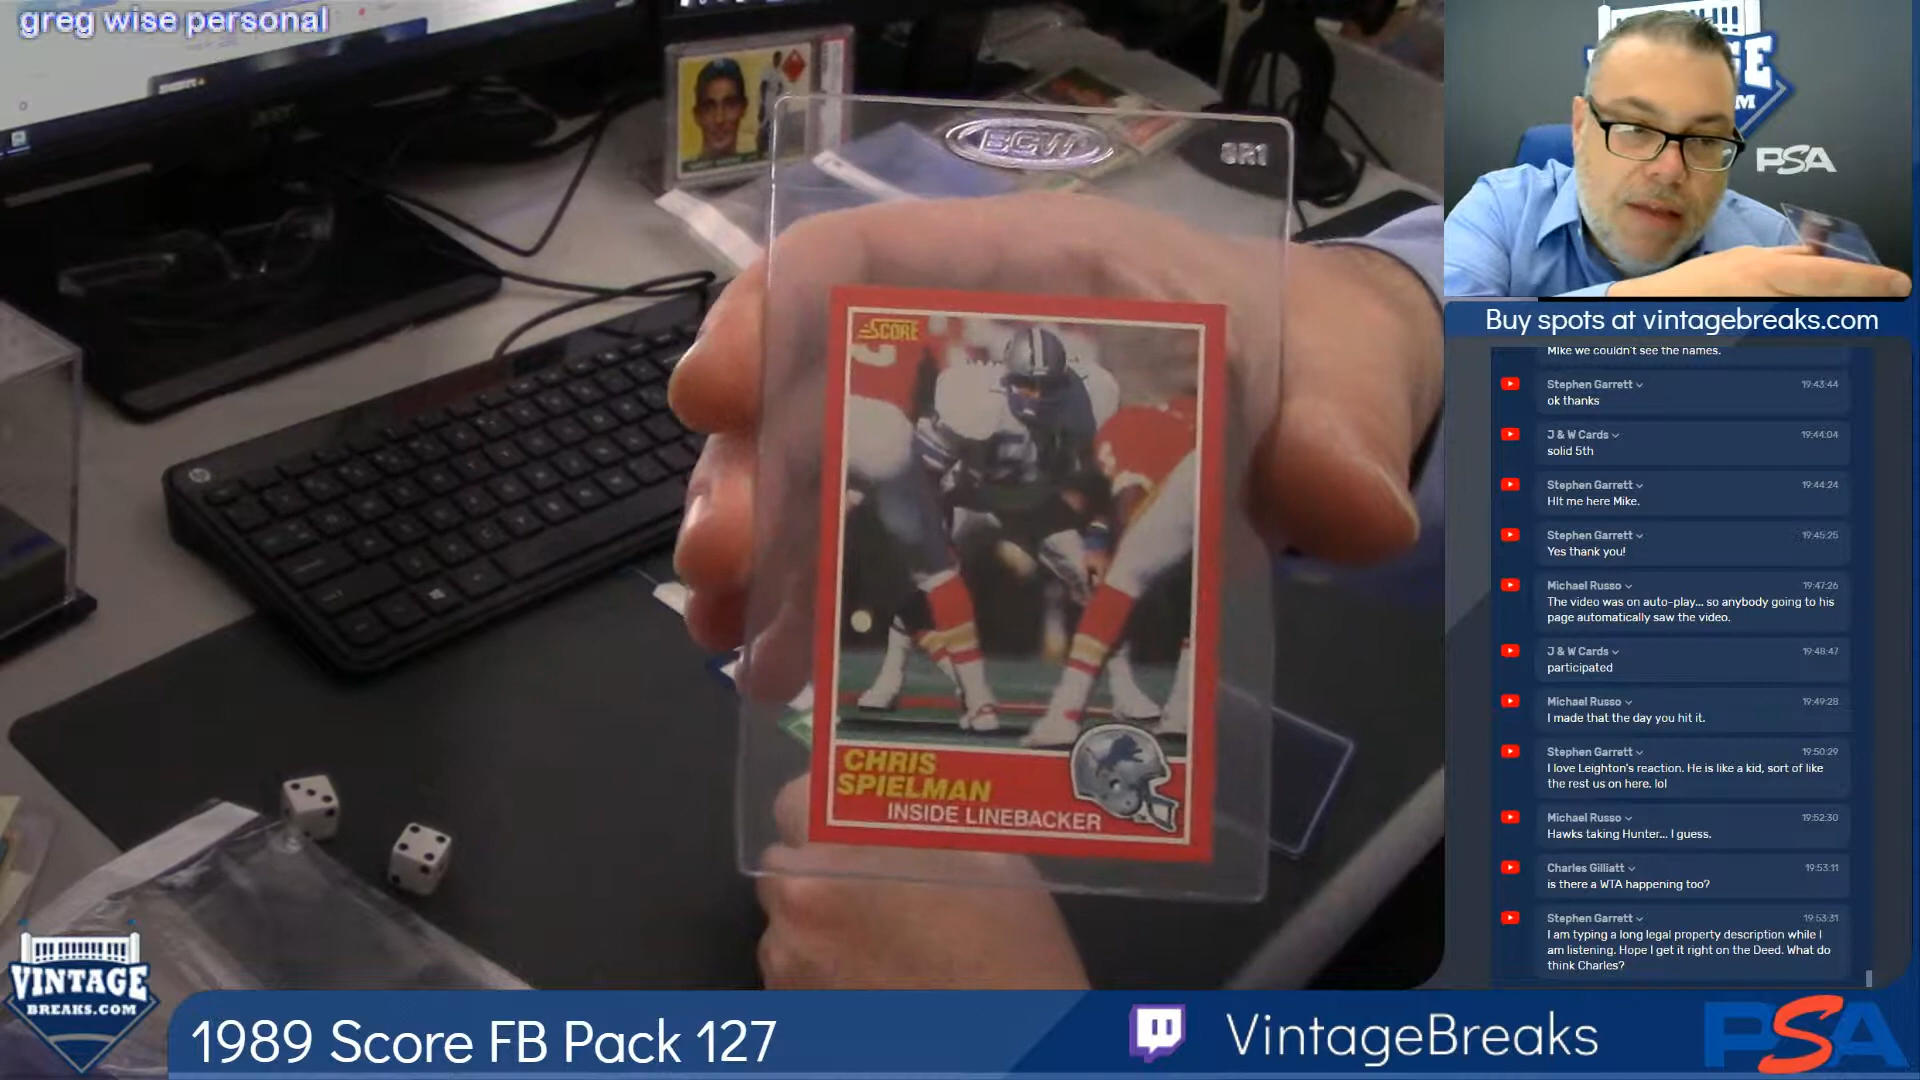 greg wise personal
BCW
SR1
SCORE
CHRIS
SPIELMAN
INSIDE LINEBACKER
PSA
Buy spots at vintagebreaks.com
Mike we couldn't see the names.
Stephen Garrett 19:43:44
ok thanks
J & W Cards 19:44:04
solid 5th
Stephen Garrett 19:44:24
HIt me here Mike.
Stephen Garrett 19:45:25
Yes thank you!
Michael Russo 19:47:26
The video was on auto-play... so anybody going to his
page automatically saw the video.
J & W Cards 19:48:47
participated
Michael Russo 19:49:28
I made that the day you hit it.
Stephen Garrett 19:50:29
I love Leighton's reaction. He is like a kid, sort of like
the rest us on here. lol
Michael Russo 19:52:30
Hawks taking Hunter... I guess.
Charles Gilliatt 19:53:11
is there a WTA happening too?
Stephen Garrett 19:53:31
I am typing a long legal property description while I
am listening. Hope I get it right on the Deed. What do
think Charles?
VINTAGE
BREAKS.COM
1989 Score FB Pack 127
VintageBreaks
PSA